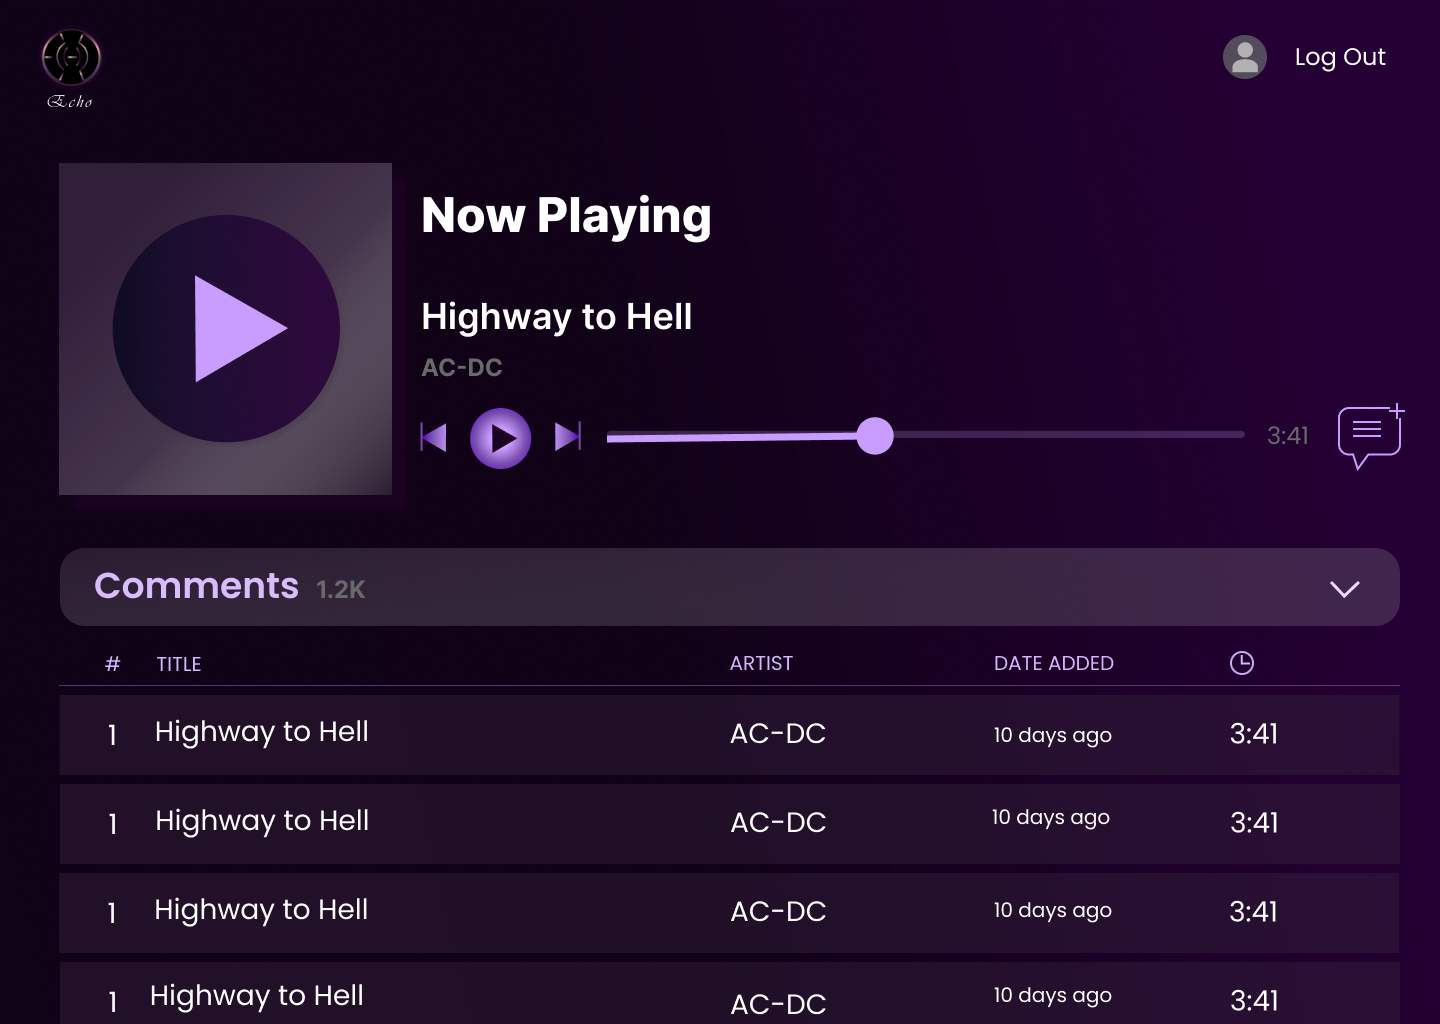 Echo
Log Out
Now Playing
Highway to Hell
AC-DC
3:41
Comments 1.2K
# TITLE ARTIST DATE ADDED
1 Highway to Hell AC-DC 10 days ago 3:41
1 Highway to Hell AC-DC 10 days ago 3:41
1 Highway to Hell AC-DC 10 days ago 3:41
1 Highway to Hell AC-DC 10 days ago 3:41